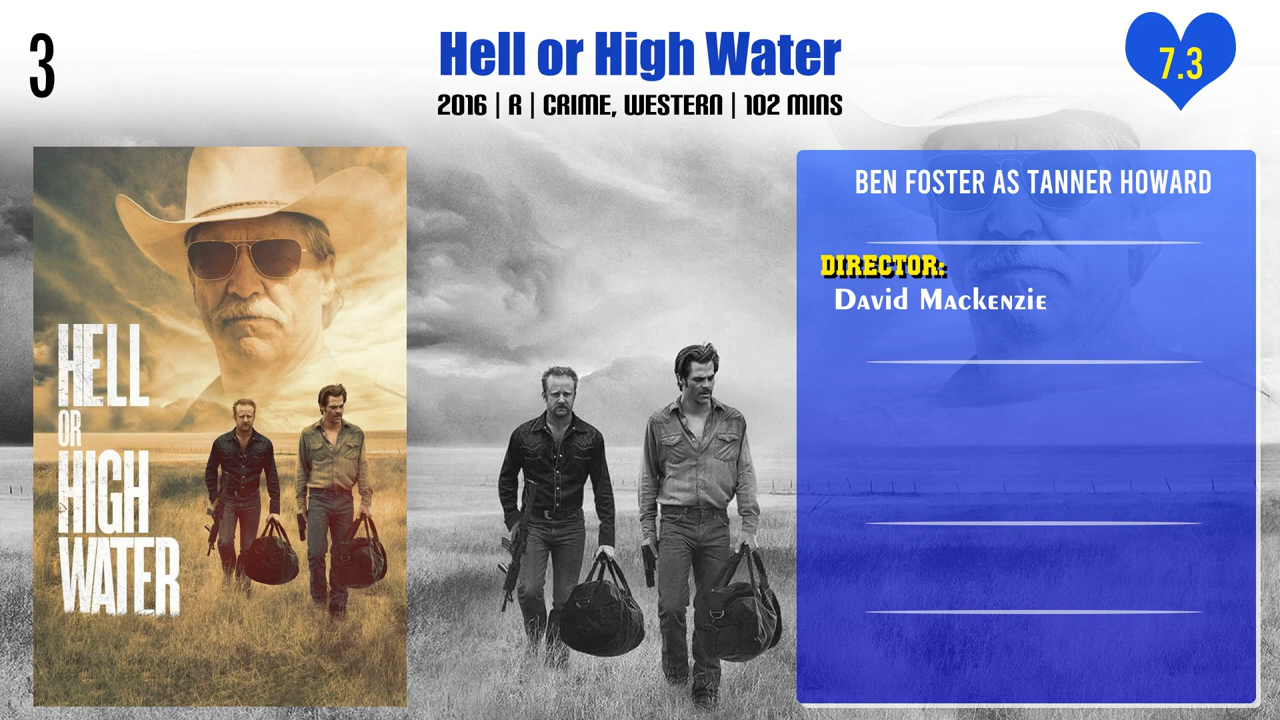 3
Hell or High Water
7.3
2016 | R | CRIME, WESTERN | 102 MINS
HELL
OR
HIGH
WATER
BEN FOSTER AS TANNER HOWARD
DIRECTOR:
David Mackenzie